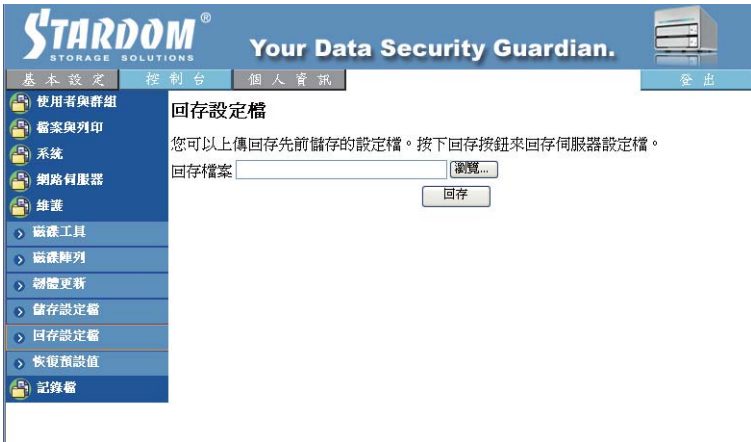 STARDOM®
STORAGE SOLUTIONS
Your Data Security Guardian.
基本設定
控制台
個人資訊
登出
使用者與群組
檔案與列印
系統
網路伺服器
維護
磁碟工具
磁碟陣列
韌體更新
儲存設定檔
回存設定檔
恢復預設值
記錄檔
回存設定檔
您可以上傳回存先前儲存的設定檔。按下回存按鈕來回存伺服器設定檔。
回存檔案 瀏覽...
回存